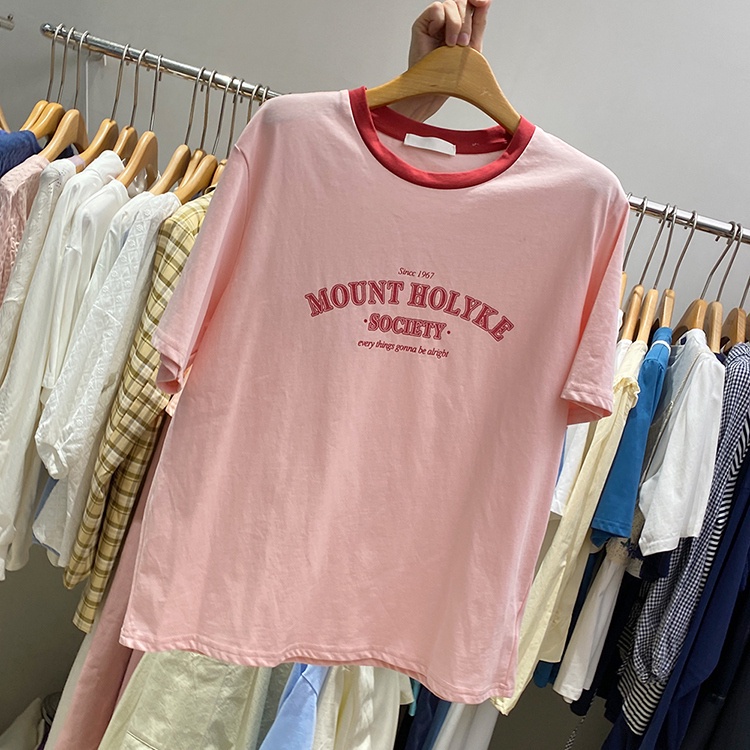 Since 1967
MOUNT HOLYKE
·SOCIETY·
every things gonna be alright